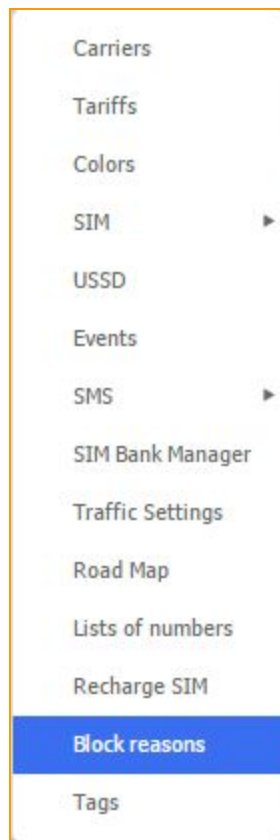 Carriers
Tariffs
Colors
SIM
USSD
Events
SMS
SIM Bank Manager
Traffic Settings
Road Map
Lists of numbers
Recharge SIM
Block reasons
Tags